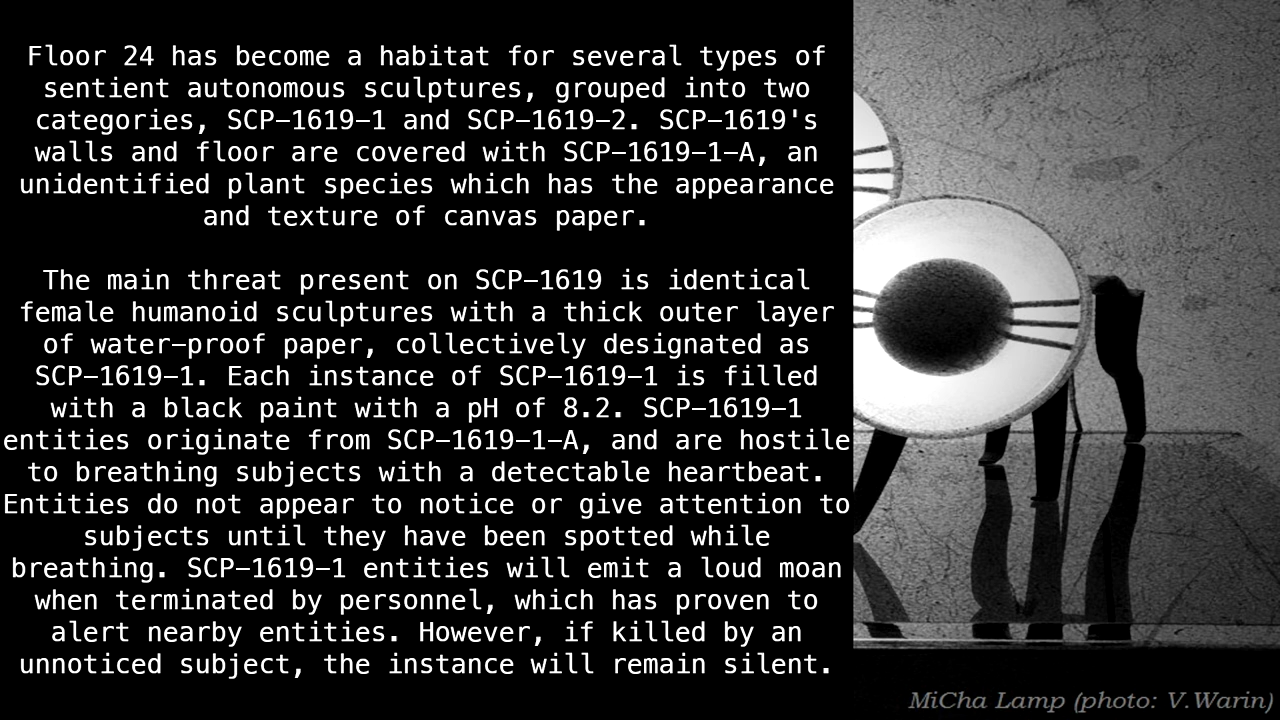 Floor 24 has become a habitat for several types of
sentient autonomous sculptures, grouped into two
categories, SCP–1619–1 and SCP–1619–2. SCP–1619's
walls and floor are covered with SCP–1619–1–A, an
unidentified plant species which has the appearance
and texture of canvas paper.
The main threat present on SCP–1619 is identical
female humanoid sculptures with a thick outer layer
of water–proof paper, collectively designated as
SCP–1619–1. Each instance of SCP–1619–1 is filled
with a black paint with a pH of 8.2. SCP–1619–1
entities originate from SCP–1619–1–A, and are hostile
to breathing subjects with a detectable heartbeat.
Entities do not appear to notice or give attention to
subjects until they have been spotted while
breathing. SCP–1619–1 entities will emit a loud moan
when terminated by personnel, which has proven to
alert nearby entities. However, if killed by an
unnoticed subject, the instance will remain silent.
MiCha Lamp (photo: V.Warin)